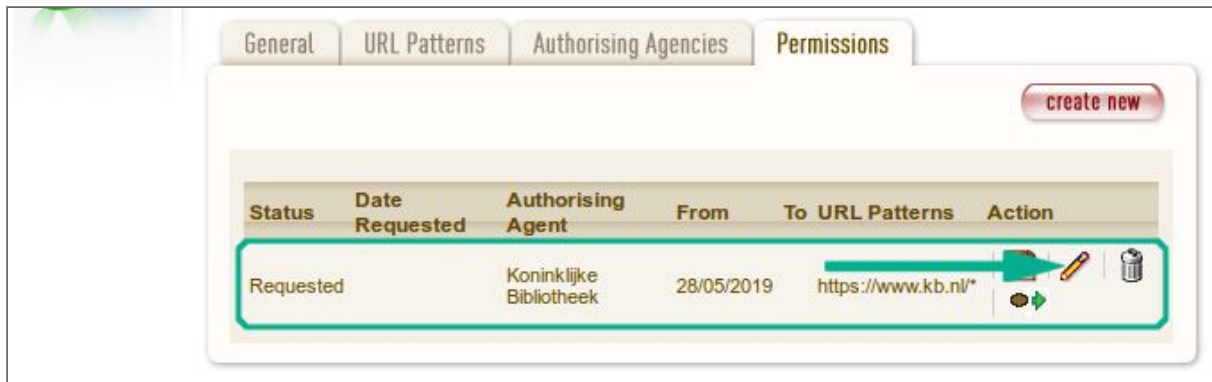 General URL Patterns Authorising Agencies Permissions
create new
Status Date Requested Authorising Agent From To URL Patterns Action
Requested Koninklijke Bibliotheek 28/05/2019 https://www.kb.nl/*